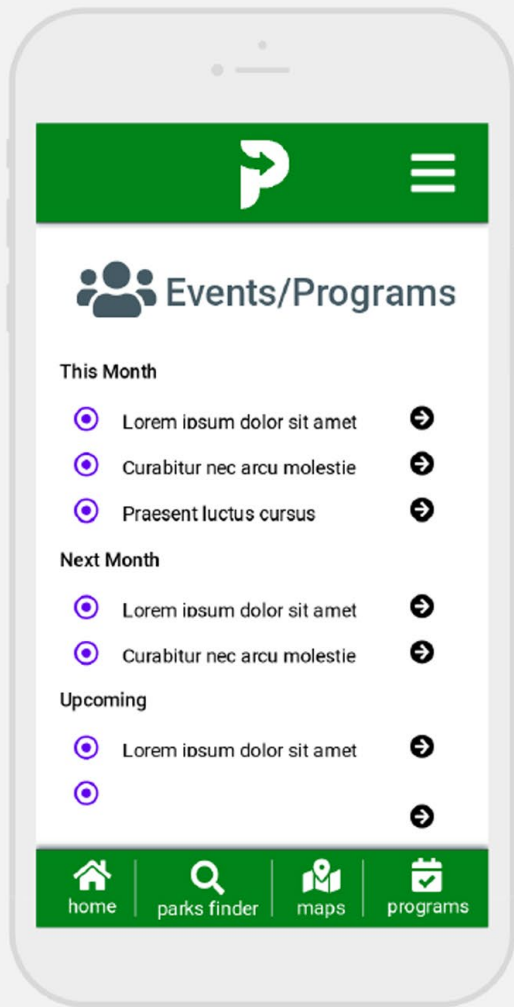 P
Events/Programs
This Month
Lorem ipsum dolor sit amet
Curabitur nec arcu molestie
Praesent luctus cursus
Next Month
Lorem ipsum dolor sit amet
Curabitur nec arcu molestie
Upcoming
Lorem ipsum dolor sit amet
home parks finder maps programs